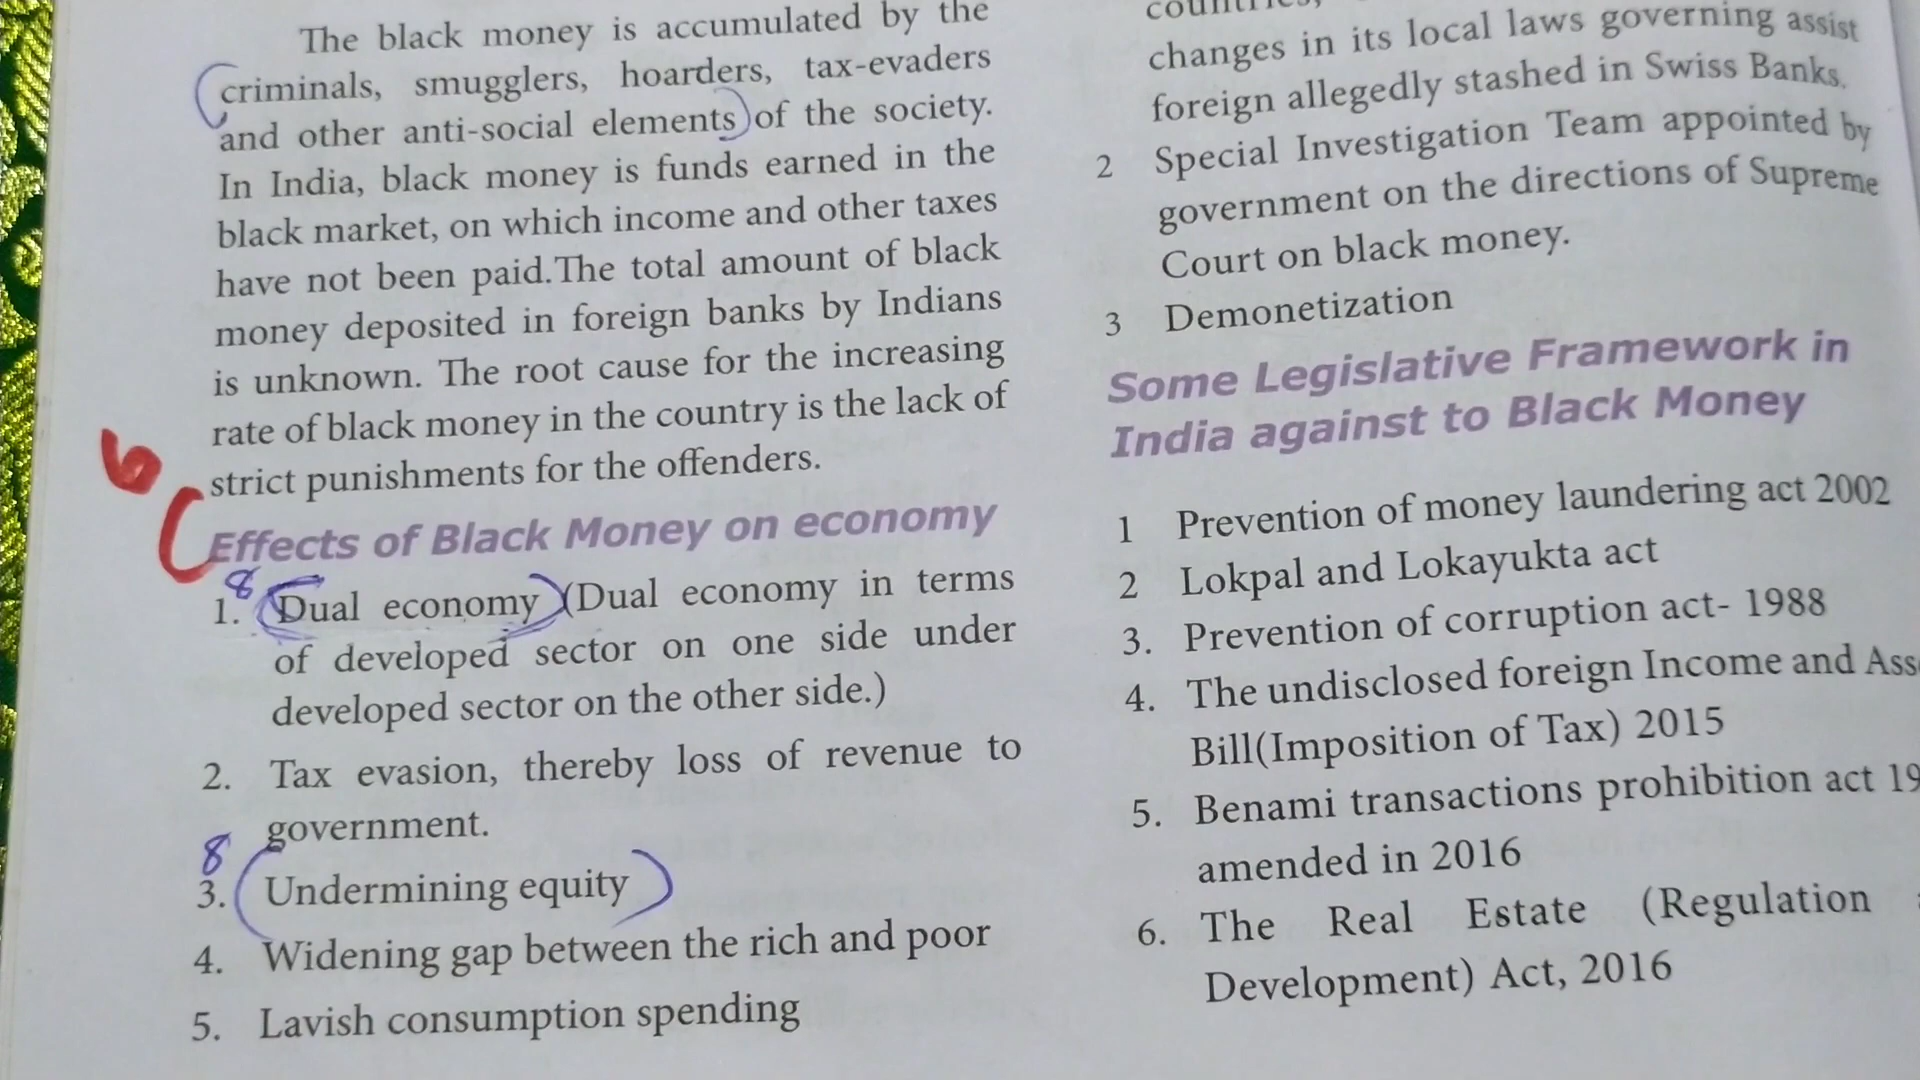 The black money is accumulated by the
criminals, smugglers, hoarders, tax-evaders
and other anti-social elements of the society.
In India, black money is funds earned in the
black market, on which income and other taxes
have not been paid.The total amount of black
money deposited in foreign banks by Indians
is unknown. The root cause for the increasing
rate of black money in the country is the lack of
strict punishments for the offenders.
6
Effects of Black Money on economy
8
1. Dual economy (Dual economy in terms
of developed sector on one side under
developed sector on the other side.)
2. Tax evasion, thereby loss of revenue to
government.
8
3. Undermining equity
4. Widening gap between the rich and poor
5. Lavish consumption spending
changes in its local laws governing assist
foreign allegedly stashed in Swiss Banks.
2 Special Investigation Team appointed by
government on the directions of Supreme
Court on black money.
3 Demonetization
Some Legislative Framework in
India against to Black Money
1 Prevention of money laundering act 2002
2 Lokpal and Lokayukta act
3. Prevention of corruption act- 1988
4. The undisclosed foreign Income and
Bill(Imposition of Tax) 2015
5. Benami transactions prohibition act
amended in 2016
6. The Real Estate (Regulation
Development) Act, 2016